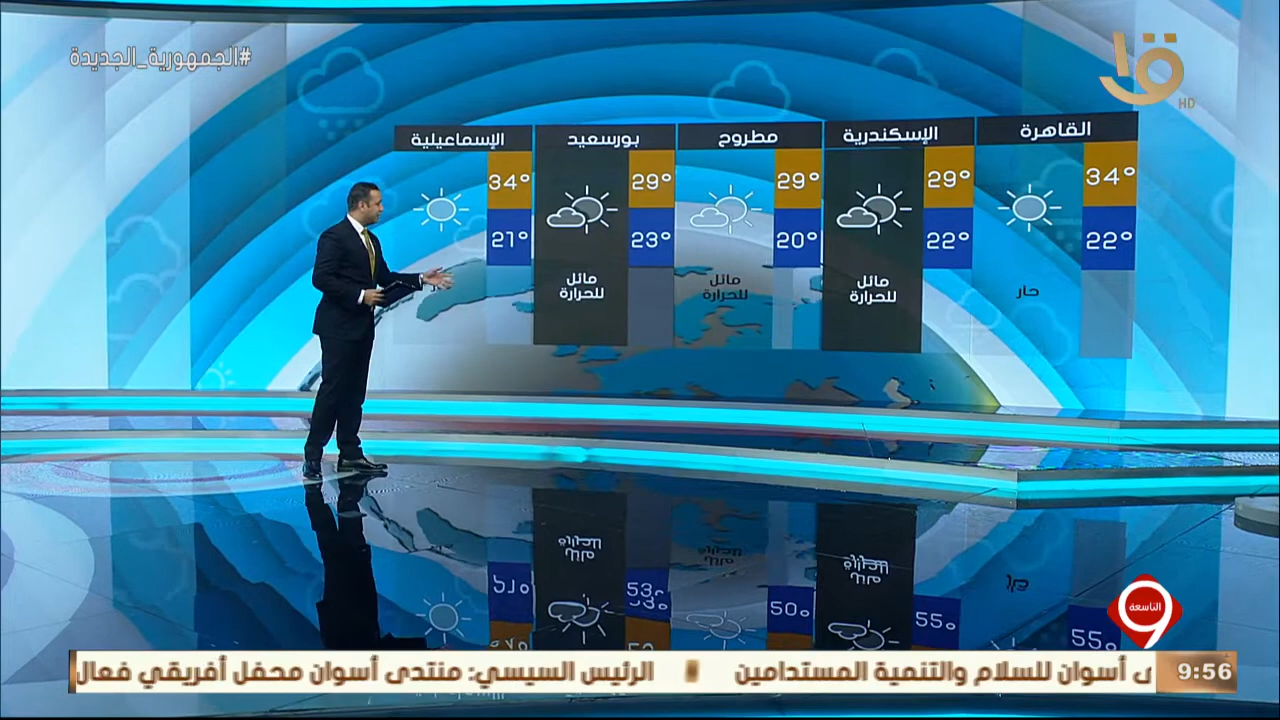 #الجمهورية_الجديدة
HD
القاهرة
34°
22°
حار
الإسكندرية
29°
22°
مائل
للحرارة
مطروح
29°
20°
مائل
للحرارة
بورسعيد
29°
23°
مائل
للحرارة
الإسماعيلية
34°
21°
التاسعة
9
ى أسوان للسلام والتنمية المستدامين
الرئيس السيسي: منتدى أسوان محفل أفريقي فعال
9:56